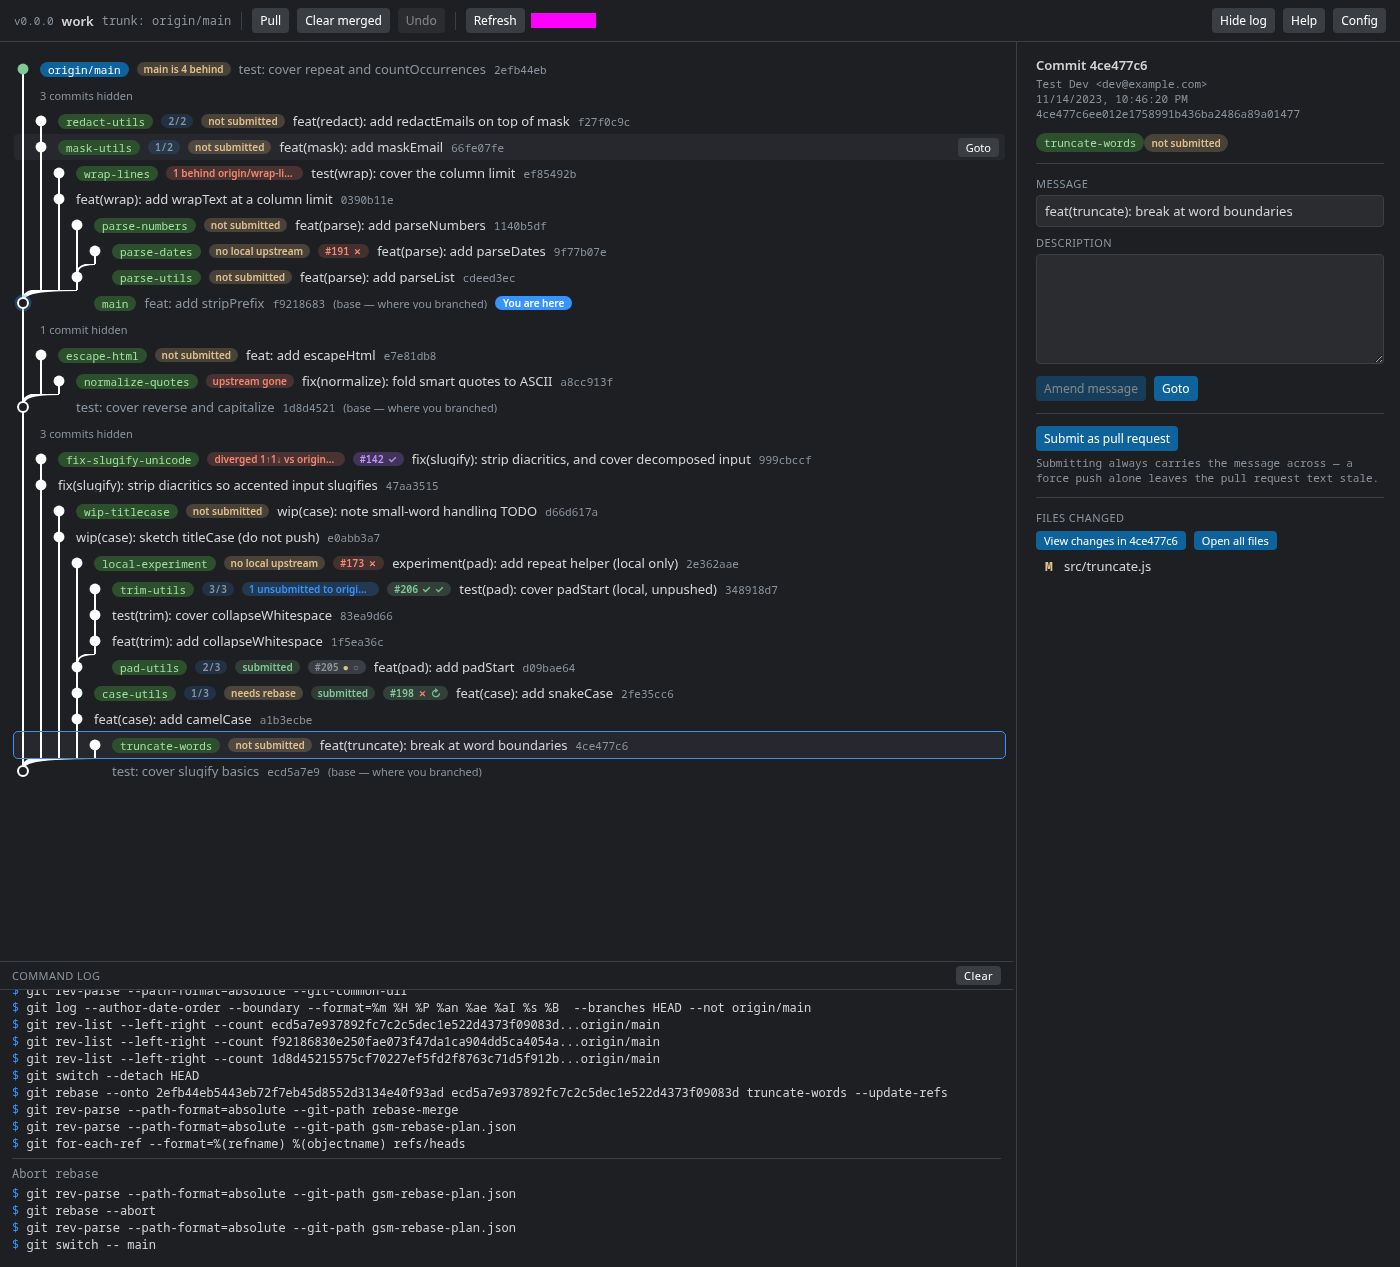 v0.0.0 work trunk: origin/main Pull Clear merged Undo Refresh Hide log Help Config
origin/main main is 4 behind test: cover repeat and countOccurrences 2efb44eb
3 commits hidden
redact-utils 2/2 not submitted feat(redact): add redactEmails on top of mask f27f0c9c
mask-utils 1/2 not submitted feat(mask): add maskEmail 66fe07fe Goto
wrap-lines 1 behind origin/wrap-li... test(wrap): cover the column limit ef85492b
feat(wrap): add wrapText at a column limit 0390b11e
parse-numbers not submitted feat(parse): add parseNumbers 1140b5df
parse-dates no local upstream #191 × feat(parse): add parseDates 9f77b07e
parse-utils not submitted feat(parse): add parseList cdeed3ec
main feat: add stripPrefix f9218683 (base — where you branched) You are here
1 commit hidden
escape-html not submitted feat: add escapeHtml e7e81db8
normalize-quotes upstream gone fix(normalize): fold smart quotes to ASCII a8cc913f
test: cover reverse and capitalize 1d8d4521 (base — where you branched)
3 commits hidden
fix-slugify-unicode diverged 1↑1↓ vs origin... #142 ✓ fix(slugify): strip diacritics, and cover decomposed input 999cbccf
fix(slugify): strip diacritics so accented input slugifies 47aa3515
wip-titlecase not submitted wip(case): note small-word handling TODO d66d617a
wip(case): sketch titleCase (do not push) e0abb3a7
local-experiment no local upstream #173 × experiment(pad): add repeat helper (local only) 2e362aae
trim-utils 3/3 1 unsubmitted to origi... #206 ✓ ✓ test(pad): cover padStart (local, unpushed) 348918d7
test(trim): cover collapseWhitespace 83ea9d66
feat(trim): add collapseWhitespace 1f5ea36c
pad-utils 2/3 submitted #205 ● ○ feat(pad): add padStart d09bae64
case-utils 1/3 needs rebase submitted #198 × ↻ feat(case): add snakeCase 2fe35cc6
feat(case): add camelCase a1b3ecbe
truncate-words not submitted feat(truncate): break at word boundaries 4ce477c6
test: cover slugify basics ecd5a7e9 (base — where you branched)
COMMAND LOG Clear
git rev-parse --path-format=absolute --git-common-dir
$ git log --author-date-order --boundary --format=%m %H %P %an %ae %aI %s %B --branches HEAD --not origin/main
$ git rev-list --left-right --count ecd5a7e937892fc7c2c5dec1e522d4373f09083d...origin/main
$ git rev-list --left-right --count f92186830e250fae073f47da1ca904dd5ca4054a...origin/main
$ git rev-list --left-right --count 1d8d45215575cf70227ef5fd2f8763c71d5f912b...origin/main
$ git switch --detach HEAD
$ git rebase --onto 2efb44eb5443eb72f7eb45d8552d3134e40f93ad ecd5a7e937892fc7c2c5dec1e522d4373f09083d truncate-words --update-refs
$ git rev-parse --path-format=absolute --git-path rebase-merge
$ git rev-parse --path-format=absolute --git-path gsm-rebase-plan.json
$ git for-each-ref --format=%(refname) %(objectname) refs/heads
Abort rebase
$ git rev-parse --path-format=absolute --git-path gsm-rebase-plan.json
$ git rebase --abort
$ git rev-parse --path-format=absolute --git-path gsm-rebase-plan.json
$ git switch -- main
Commit 4ce477c6
Test Dev <dev@example.com>
11/14/2023, 10:46:20 PM
4ce477c6ee012e1758991b436ba2486a89a01477
truncate-words not submitted
MESSAGE
feat(truncate): break at word boundaries
DESCRIPTION
Amend message Goto
Submit as pull request
Submitting always carries the message across — a
force push alone leaves the pull request text stale.
FILES CHANGED
View changes in 4ce477c6 Open all files
M src/truncate.js